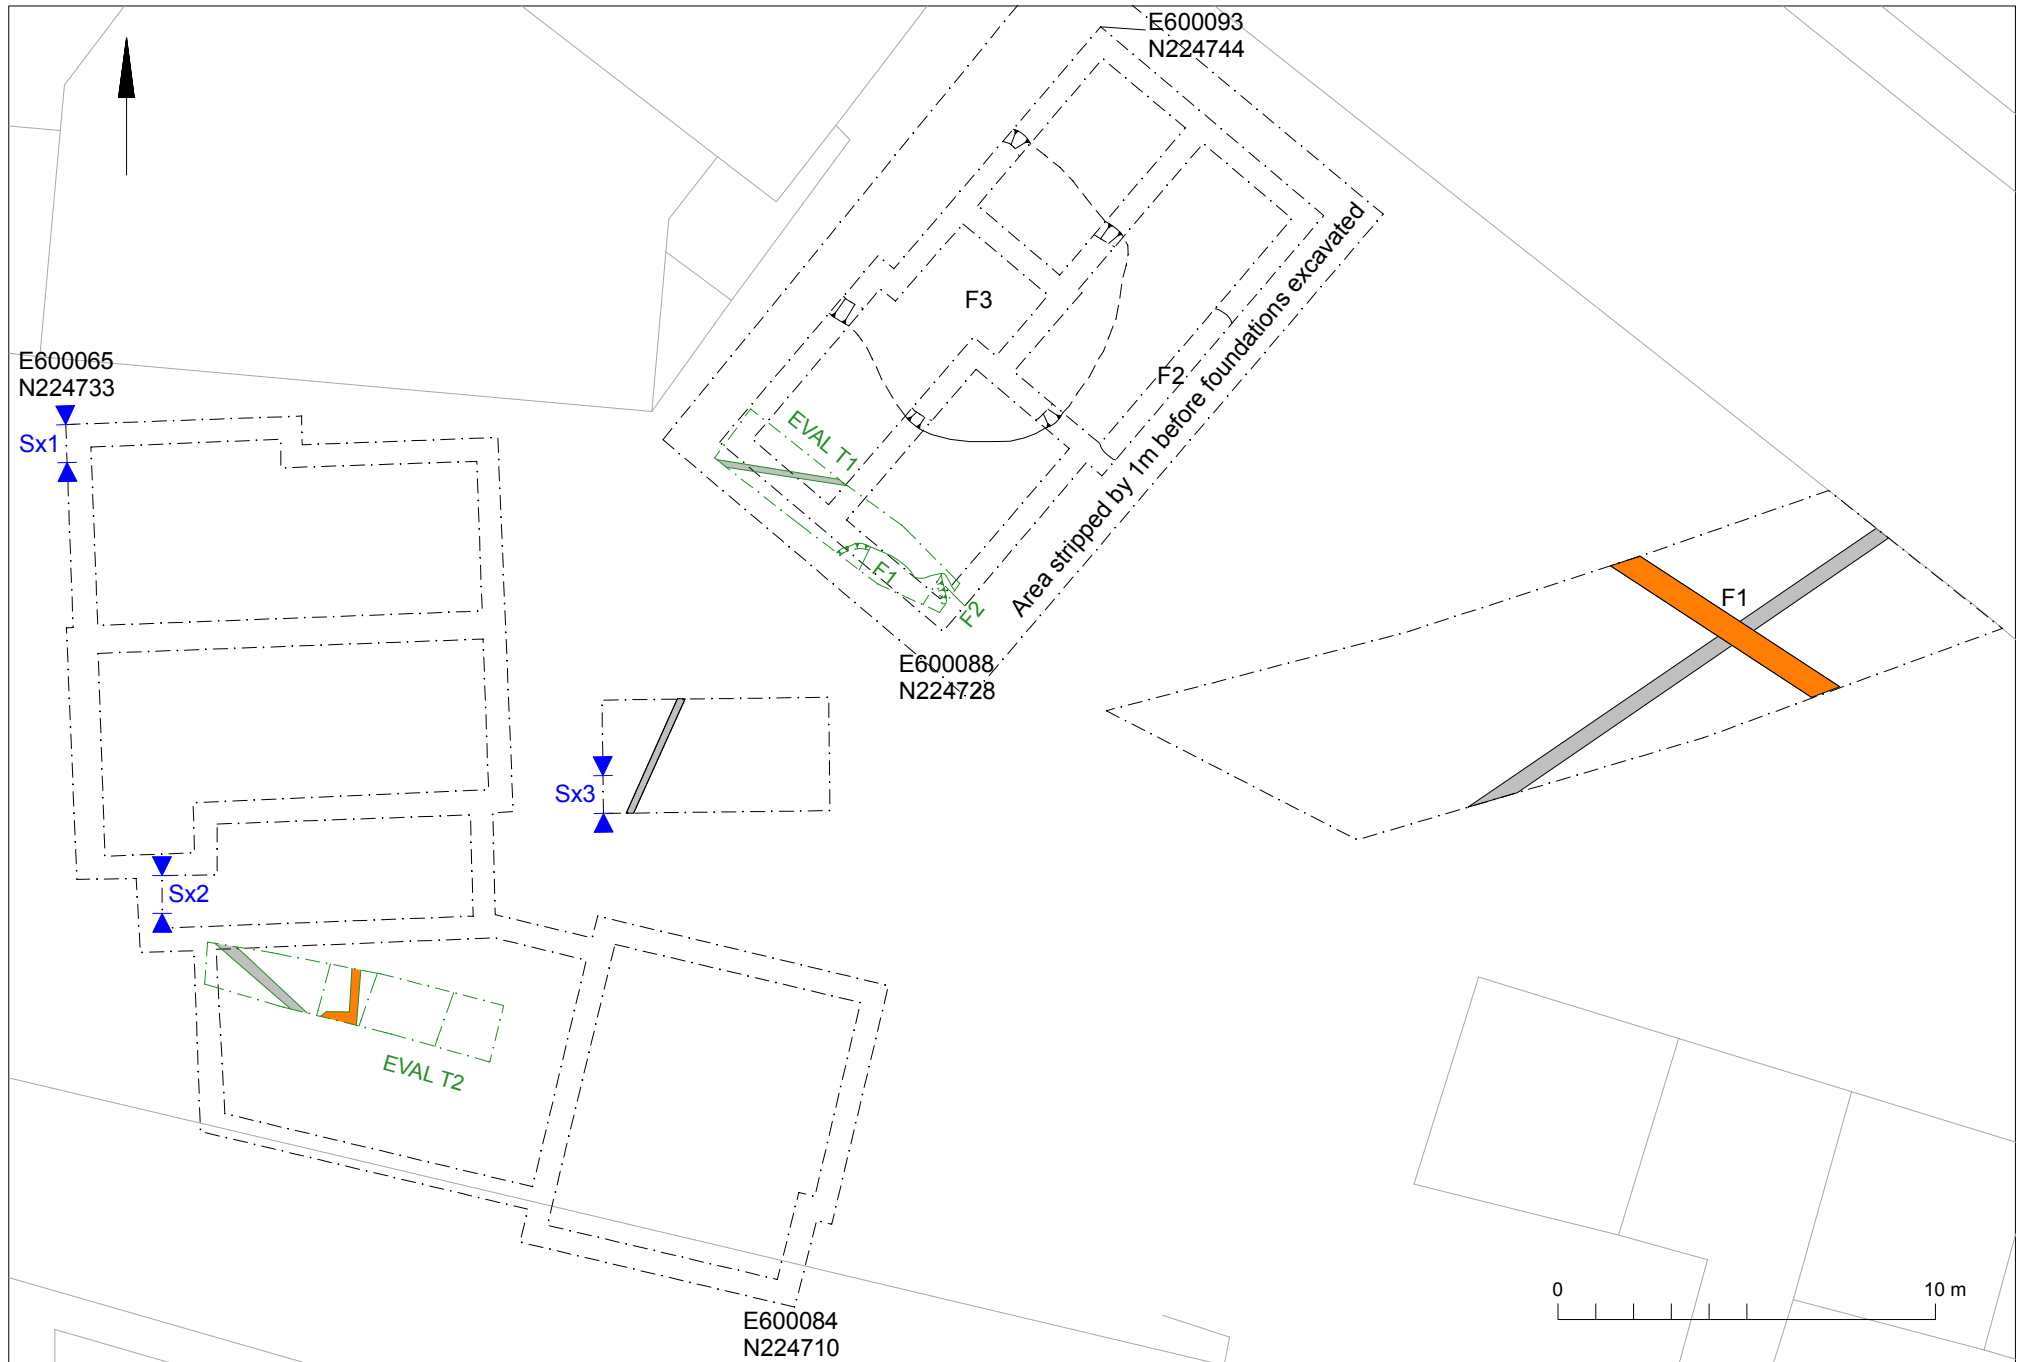 E600093
N224744
F3
E600065
N224733
Sx1
F2
Area stripped by 1m before foundations excavated
EVAL T1
F1
F2
F1
E600088
N224728
Sx3
Sx2
EVAL T2
0
10 m
E600084
N224710